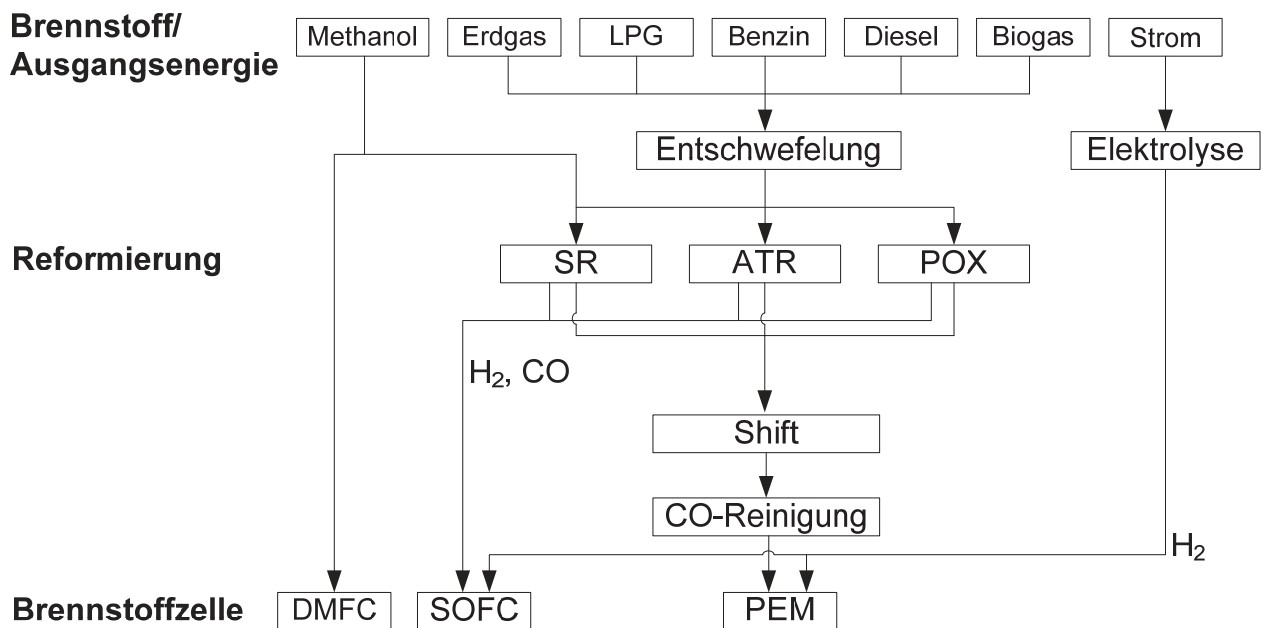 Brennstoff/
Ausgangsenergie
Methanol
Erdgas
LPG
Benzin
Diesel
Biogas
Strom
Entschwefelung
Elektrolyse
Reformierung
SR
ATR
POX
H₂, CO
Shift
CO-Reinigung
H₂
Brennstoffzelle
DMFC
SOFC
PEM